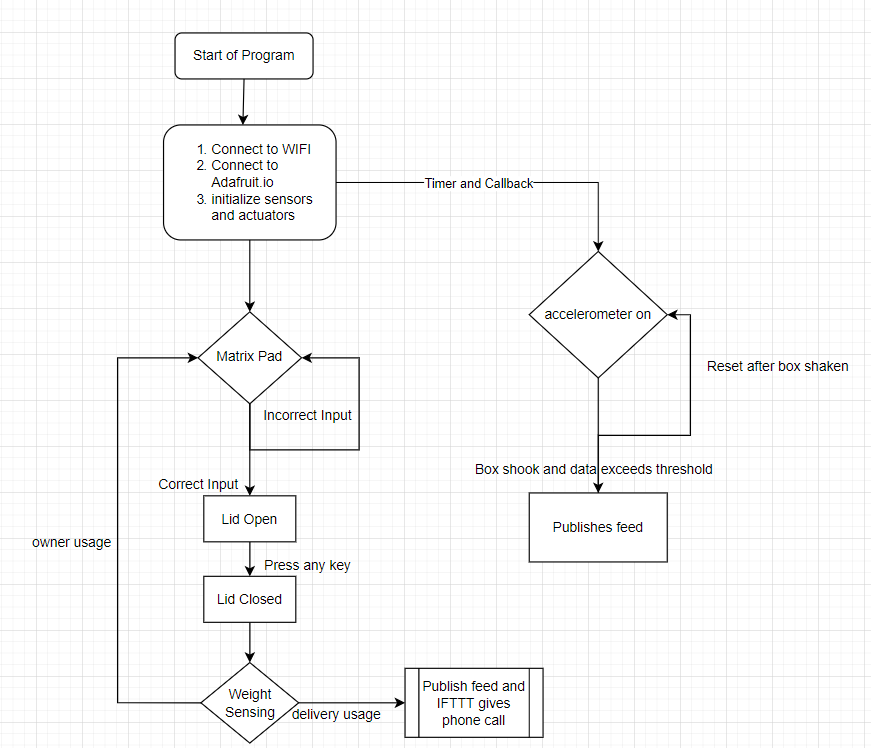 Start of Program
1. Connect to WIFI
2. Connect to
Adafruit.io
3. initialize sensors
and actuators
Timer and Callback
accelerometer on
Matrix Pad
Reset after box shaken
Incorrect Input
Box shook and data exceeds threshold
Correct Input
Lid Open
Publishes feed
owner usage
Press any key
Lid Closed
Weight
Sensing
delivery usage
Publish feed and
IFTTT gives
phone call